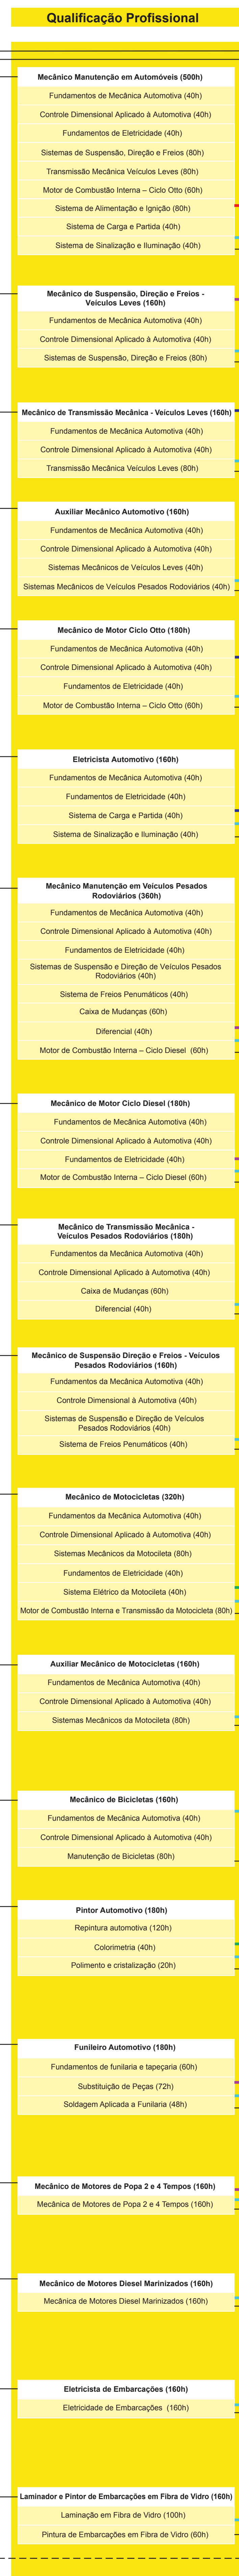 Qualificação Profissional
Mecânico Manutenção em Automóveis (500h)
Fundamentos de Mecânica Automotiva (40h)
Controle Dimensional Aplicado à Automotiva (40h)
Fundamentos de Eletricidade (40h)
Sistemas de Suspensão, Direção e Freios (80h)
Transmissão Mecânica Veículos Leves (80h)
Motor de Combustão Interna – Ciclo Otto (60h)
Sistema de Alimentação e Ignição (80h)
Sistema de Carga e Partida (40h)
Sistema de Sinalização e Iluminação (40h)
Mecânico de Suspensão, Direção e Freios -
Veículos Leves (160h)
Fundamentos de Mecânica Automotiva (40h)
Controle Dimensional Aplicado à Automotiva (40h)
Sistemas de Suspensão, Direção e Freios (80h)
Mecânico de Transmissão Mecânica - Veículos Leves (160h)
Fundamentos de Mecânica Automotiva (40h)
Controle Dimensional Aplicado à Automotiva (40h)
Transmissão Mecânica Veículos Leves (80h)
Auxiliar Mecânico Automotivo (160h)
Fundamentos de Mecânica Automotiva (40h)
Controle Dimensional Aplicado à Automotiva (40h)
Sistemas Mecânicos de Veículos Leves (40h)
Sistemas Mecânicos de Veículos Pesados Rodoviários (40h)
Mecânico de Motor Ciclo Otto (180h)
Fundamentos de Mecânica Automotiva (40h)
Controle Dimensional Aplicado à Automotiva (40h)
Fundamentos de Eletricidade (40h)
Motor de Combustão Interna – Ciclo Otto (60h)
Eletricista Automotivo (160h)
Fundamentos de Mecânica Automotiva (40h)
Fundamentos de Eletricidade (40h)
Sistema de Carga e Partida (40h)
Sistema de Sinalização e Iluminação (40h)
Mecânico Manutenção em Veículos Pesados
Rodoviários (360h)
Fundamentos de Mecânica Automotiva (40h)
Controle Dimensional Aplicado à Automotiva (40h)
Fundamentos de Eletricidade (40h)
Sistemas de Suspensão e Direção de Veículos Pesados
Rodoviários (40h)
Sistema de Freios Penumáticos (40h)
Caixa de Mudanças (60h)
Diferencial (40h)
Motor de Combustão Interna – Ciclo Diesel (60h)
Mecânico de Motor Ciclo Diesel (180h)
Fundamentos de Mecânica Automotiva (40h)
Controle Dimensional Aplicado à Automotiva (40h)
Fundamentos de Eletricidade (40h)
Motor de Combustão Interna – Ciclo Diesel (60h)
Mecânico de Transmissão Mecânica -
Veículos Pesados Rodoviários (180h)
Fundamentos da Mecânica Automotiva (40h)
Controle Dimensional Aplicado à Automotiva (40h)
Caixa de Mudanças (60h)
Diferencial (40h)
Mecânico de Suspensão Direção e Freios - Veículos
Pesados Rodoviários (160h)
Fundamentos da Mecânica Automotiva (40h)
Controle Dimensional à Automotiva (40h)
Sistemas de Suspensão e Direção de Veículos
Pesados Rodoviários (40h)
Sistema de Freios Penumáticos (40h)
Mecânico de Motocicletas (320h)
Fundamentos da Mecânica Automotiva (40h)
Controle Dimensional Aplicado à Automotiva (40h)
Sistemas Mecânicos da Motocileta (80h)
Fundamentos de Eletricidade (40h)
Sistema Elétrico da Motocileta (40h)
Motor de Combustão Interna e Transmissão da Motocicleta (80h)
Auxiliar Mecânico de Motocicletas (160h)
Fundamentos de Mecânica Automotiva (40h)
Controle Dimensional Aplicado à Automotiva (40h)
Sistemas Mecânicos da Motocileta (80h)
Mecânico de Bicicletas (160h)
Fundamentos de Mecânica Automotiva (40h)
Controle Dimensional Aplicado à Automotiva (40h)
Manutenção de Bicicletas (80h)
Pintor Automotivo (180h)
Repintura automotiva (120h)
Colorimetria (40h)
Polimento e cristalização (20h)
Funileiro Automotivo (180h)
Fundamentos de funilaria e tapeçaria (60h)
Substituição de Peças (72h)
Soldagem Aplicada a Funilaria (48h)
Mecânico de Motores de Popa 2 e 4 Tempos (160h)
Mecânica de Motores de Popa 2 e 4 Tempos (160h)
Mecânico de Motores Diesel Marinizados (160h)
Mecânica de Motores Diesel Marinizados (160h)
Eletricista de Embarcações (160h)
Eletricidade de Embarcações (160h)
Laminador e Pintor de Embarcações em Fibra de Vidro (160h)
Laminação em Fibra de Vidro (100h)
Pintura de Embarcações em Fibra de Vidro (60h)